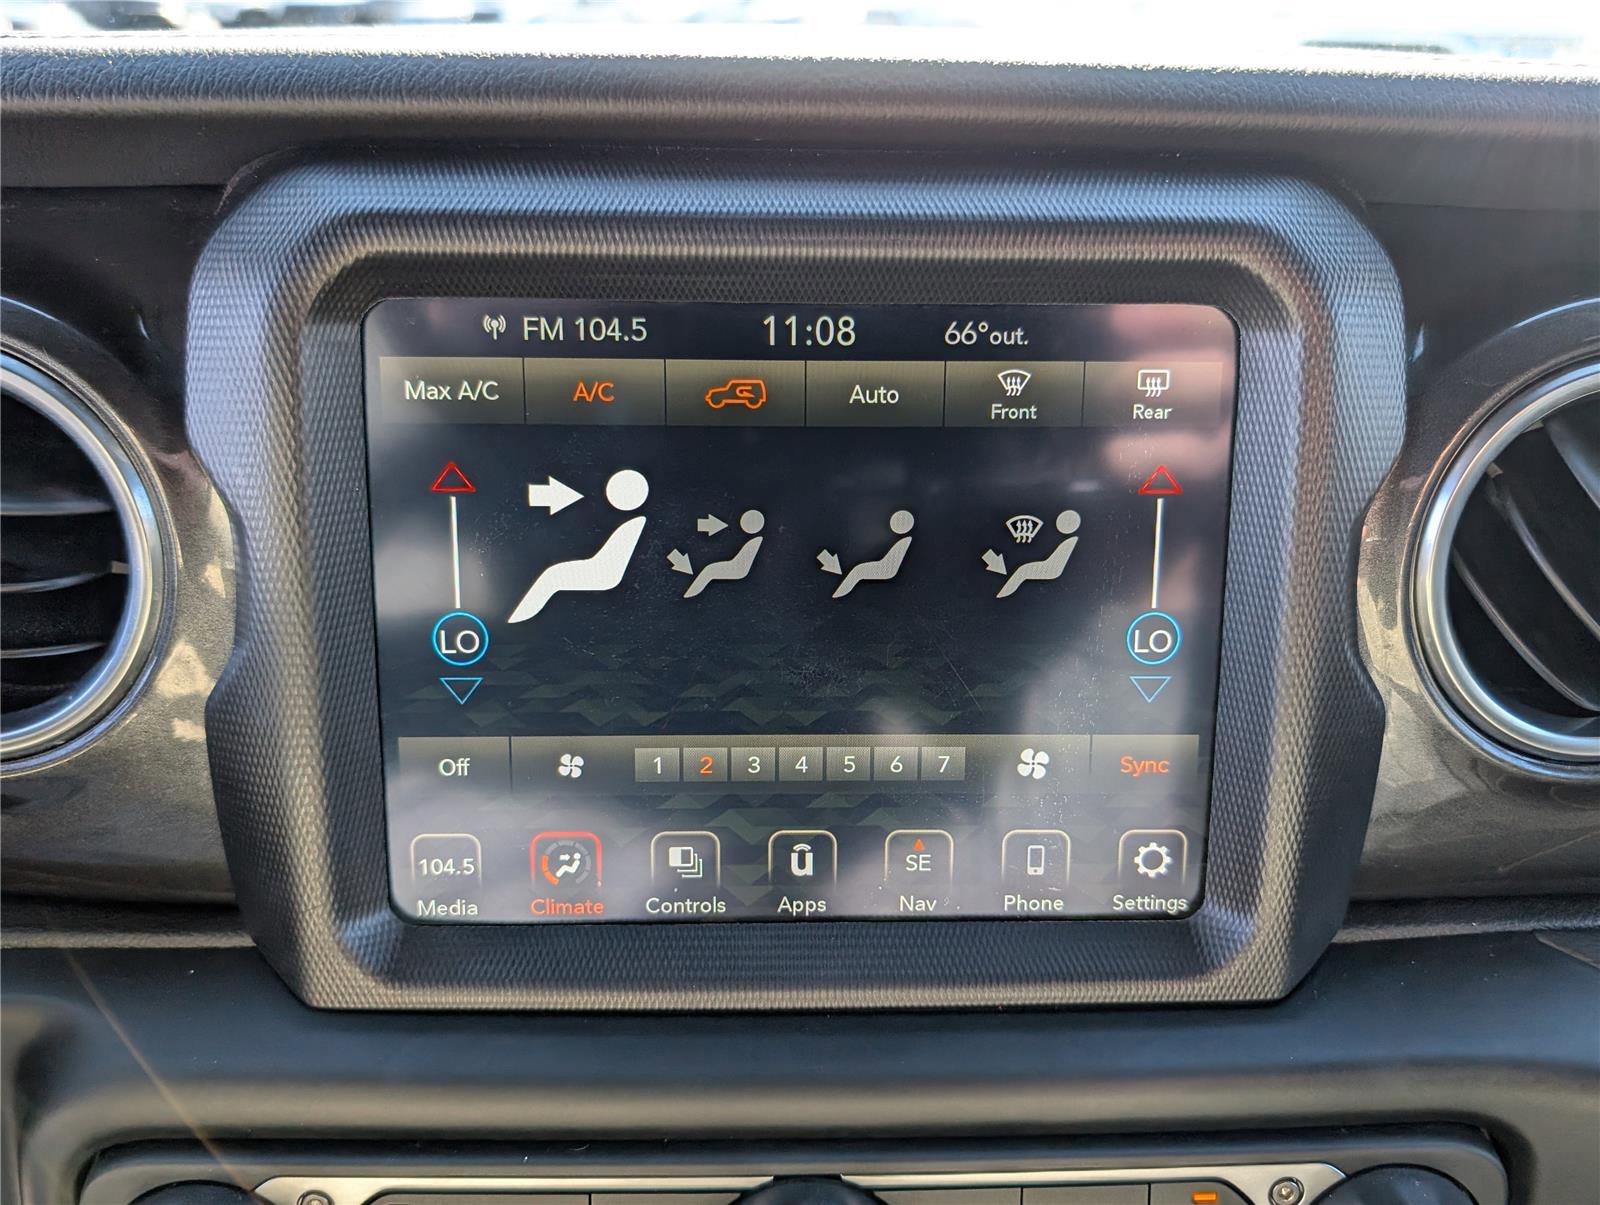 FM 104.5 11:08 66°out.
Max A/C A/C Auto Front Rear
LO LO
Off 1 2 3 4 5 6 7 Sync
104.5 u SE
Media Climate Controls Apps Nav Phone Settings